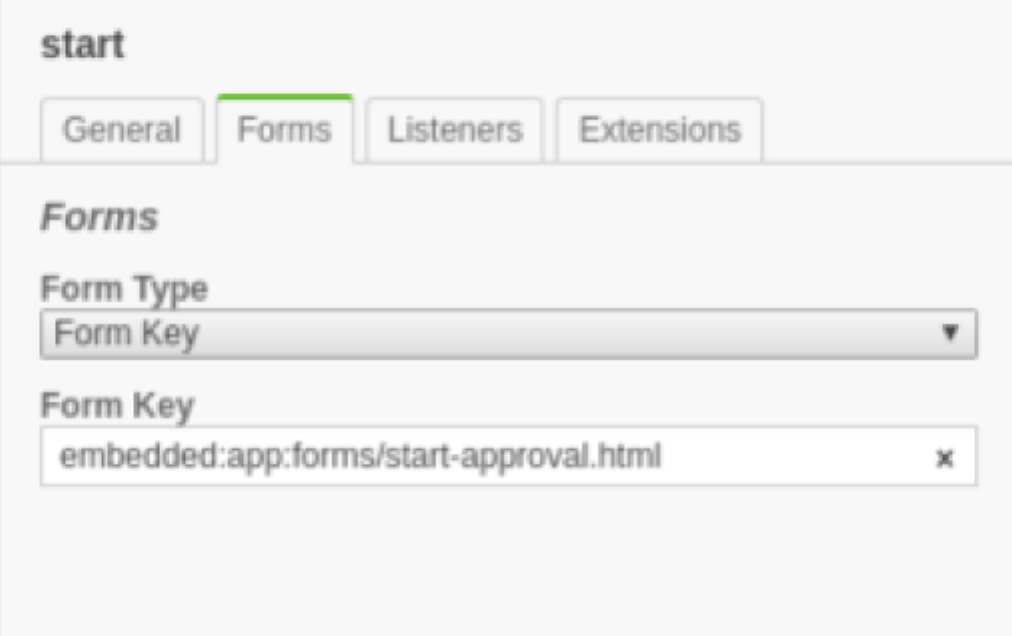 start
General Forms Listeners Extensions
Forms
Form Type
Form Key
Form Key
embedded:app:forms/start-approval.html